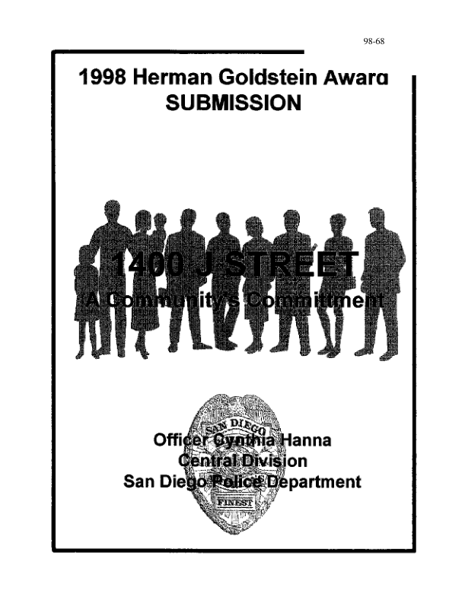 98-68
1998 Herman Goldstein Award
SUBMISSION
1400 J STREET
A Community's Committment
SAN DIEGO
Officer Cynthia Hanna
Central Division
San Diego Police Department
FINEST